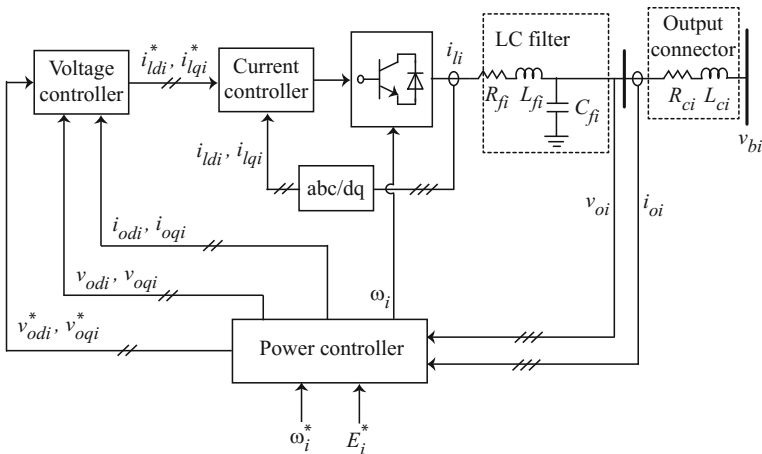 Voltage
controller
i*ldi, i*lqi
Current
controller
ili
LC filter
Rfi
Lfi
Cfi
Output
connector
Rci
Lci
vbi
ildi, ilqi
abc/dq
voi
ioi
iodi, ioqi
vodi, voqi
ωi
v*odi, v*oqi
Power controller
ω*i
E*i